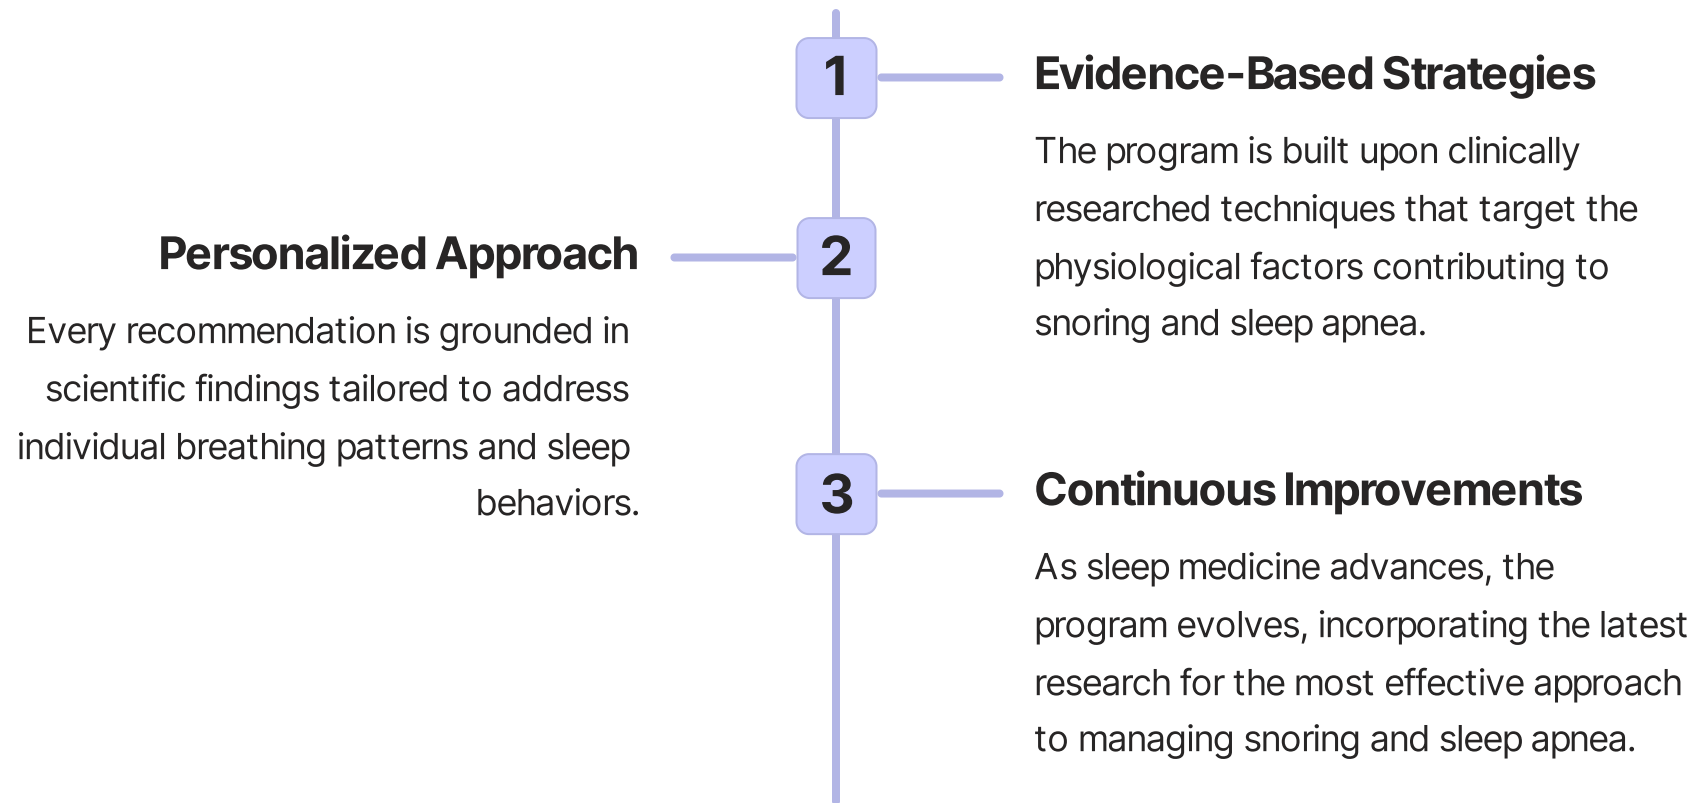 1
Evidence-Based Strategies
The program is built upon clinically
researched techniques that target the
physiological factors contributing to
snoring and sleep apnea.
2
Personalized Approach
Every recommendation is grounded in
scientific findings tailored to address
individual breathing patterns and sleep
behaviors.
3
Continuous Improvements
As sleep medicine advances, the
program evolves, incorporating the latest
research for the most effective approach
to managing snoring and sleep apnea.